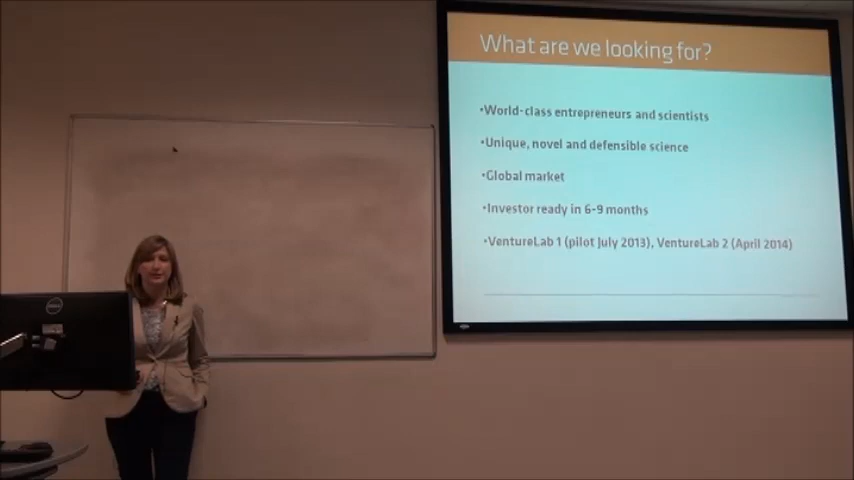 What are we looking for?
•World-class entrepreneurs and scientists
•Unique, novel and defensible science
•Global market
•Investor ready in 6-9 months
•VentureLab 1 (pilot July 2013), VentureLab 2 (April 2014)
DELL